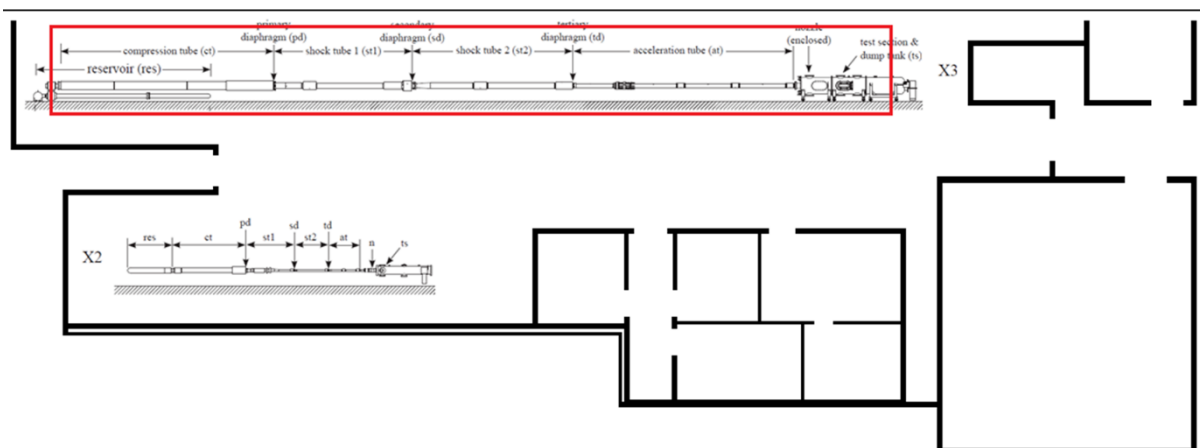 primary
diaphragm (pd)
secondary
diaphragm (sd)
tertiary
diaphragm (td)
nozzle
(enclosed)
test section &
dump tank (ts)
compression tube (ct)
shock tube 1 (st1)
shock tube 2 (st2)
acceleration tube (at)
reservoir (res)
X3
pd
sd
td
res
ct
st1
st2
at
n
ts
X2